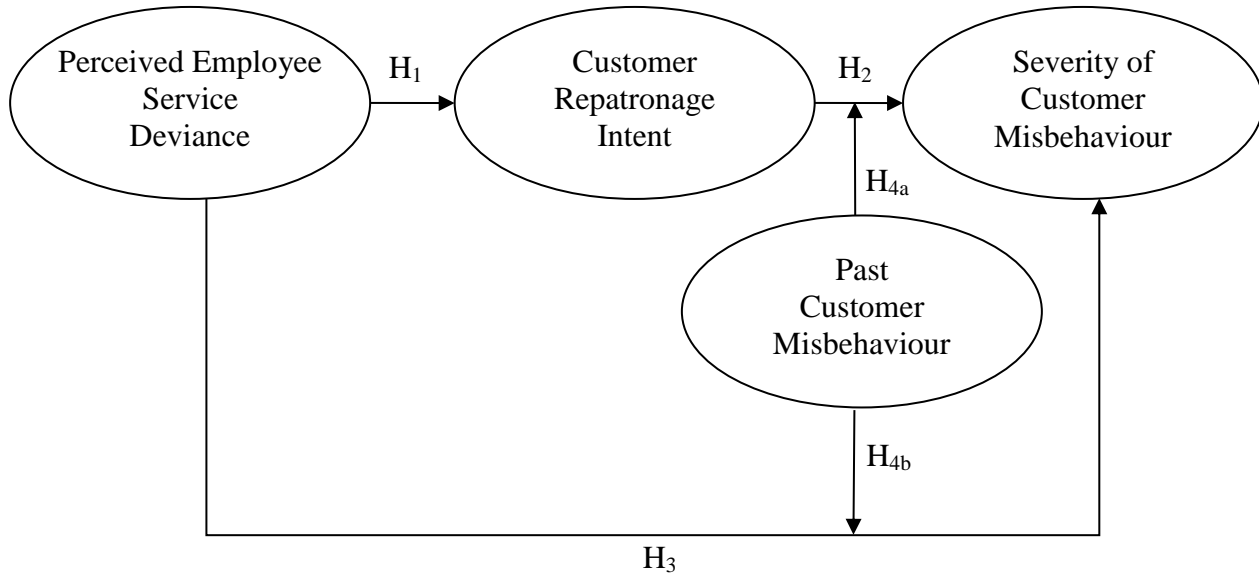 Perceived Employee
Service
Deviance
H₁
Customer
Repatronage
Intent
H₂
Severity of
Customer
Misbehaviour
H₄ₐ
Past
Customer
Misbehaviour
H₄b
H₃